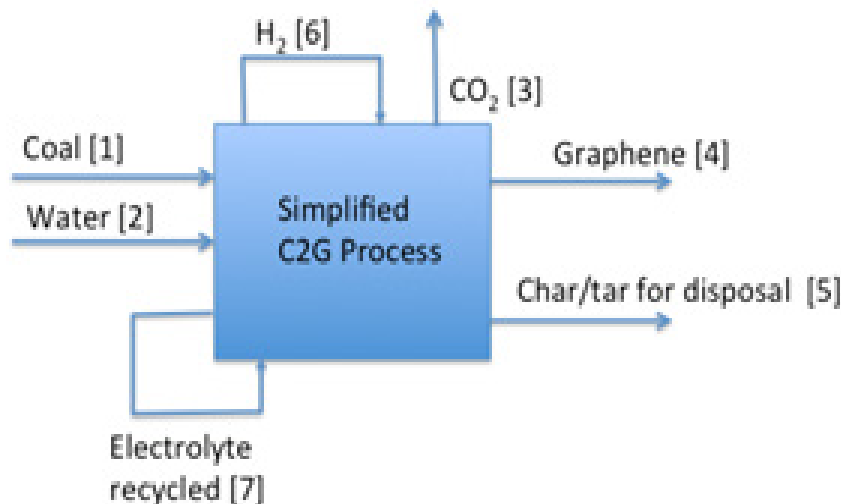 H₂ [6]
CO₂ [3]
Coal [1]
Graphene [4]
Water [2]
Simplified
C2G Process
Char/tar for disposal [5]
Electrolyte
recycled [7]